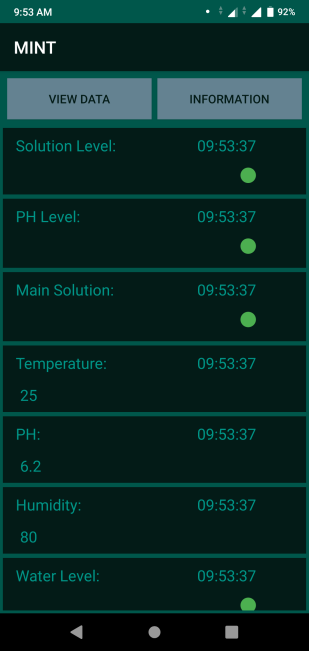 9:53 AM 92%
MINT
VIEW DATA INFORMATION
Solution Level: 09:53:37
PH Level: 09:53:37
Main Solution: 09:53:37
Temperature: 09:53:37
25
PH: 09:53:37
6.2
Humidity: 09:53:37
80
Water Level: 09:53:37